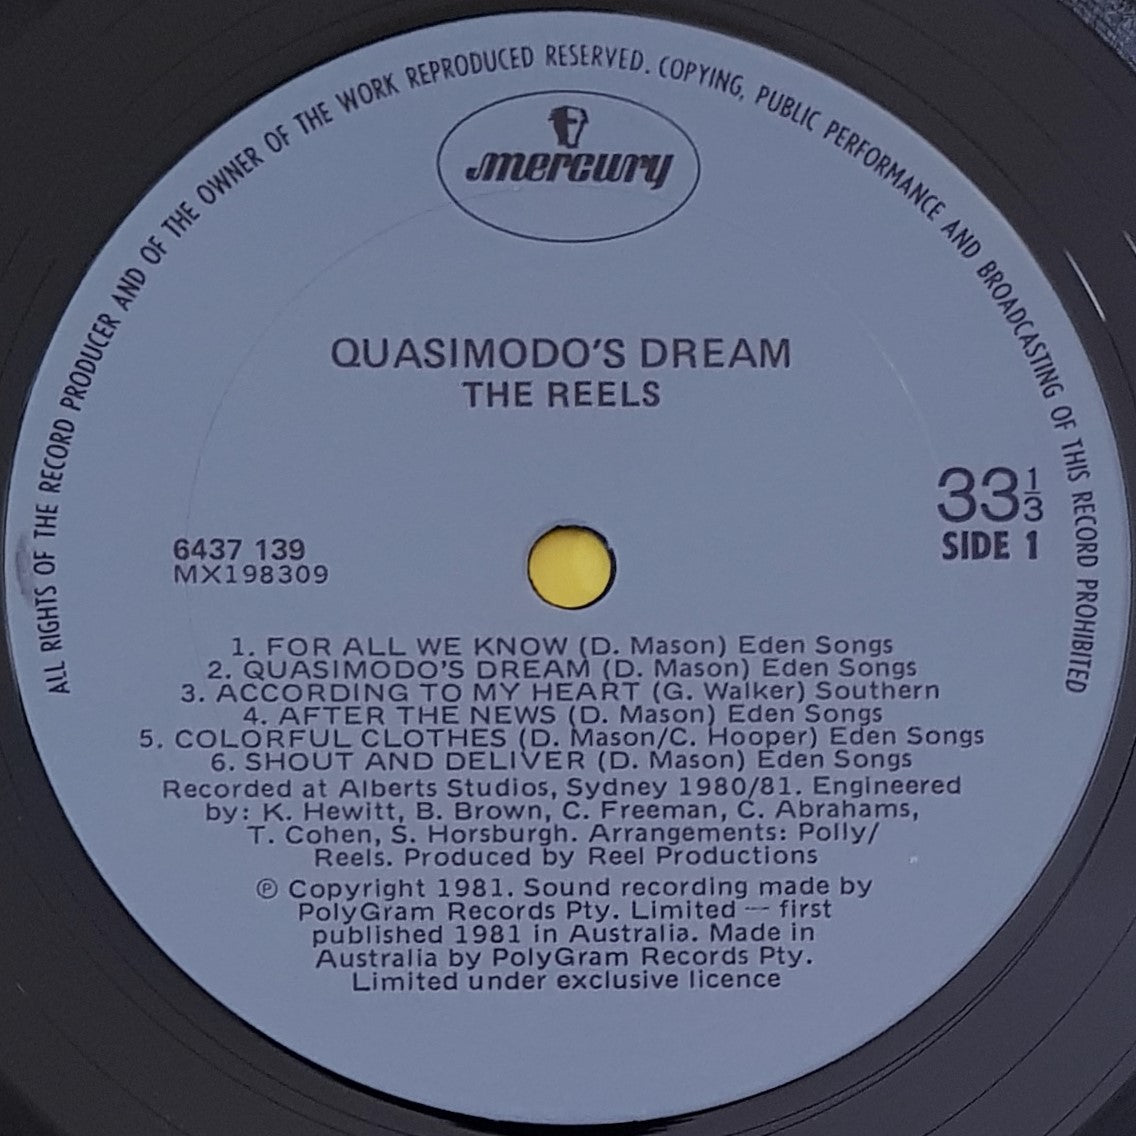 ALL RIGHTS OF THE RECORD PRODUCER AND OF THE OWNER OF THE WORK REPRODUCED RESERVED. COPYING, PUBLIC PERFORMANCE AND BROADCASTING OF THIS RECORD PROHIBITED
mercury
QUASIMODO'S DREAM
THE REELS
33 1/3
SIDE 1
6437 139
MX198309
1. FOR ALL WE KNOW (D. Mason) Eden Songs
2. QUASIMODO'S DREAM (D. Mason) Eden Songs
3. ACCORDING TO MY HEART (G. Walker) Southern
4. AFTER THE NEWS (D. Mason) Eden Songs
5. COLORFUL CLOTHES (D. Mason/C. Hooper) Eden Songs
6. SHOUT AND DELIVER (D. Mason) Eden Songs
Recorded at Alberts Studios, Sydney 1980/81. Engineered
by: K. Hewitt, B. Brown, C. Freeman, C. Abrahams,
T. Cohen, S. Horsburgh. Arrangements: Polly/
Reels. Produced by Reel Productions
℗ Copyright 1981. Sound recording made by
PolyGram Records Pty. Limited — first
published 1981 in Australia. Made in
Australia by PolyGram Records Pty.
Limited under exclusive licence